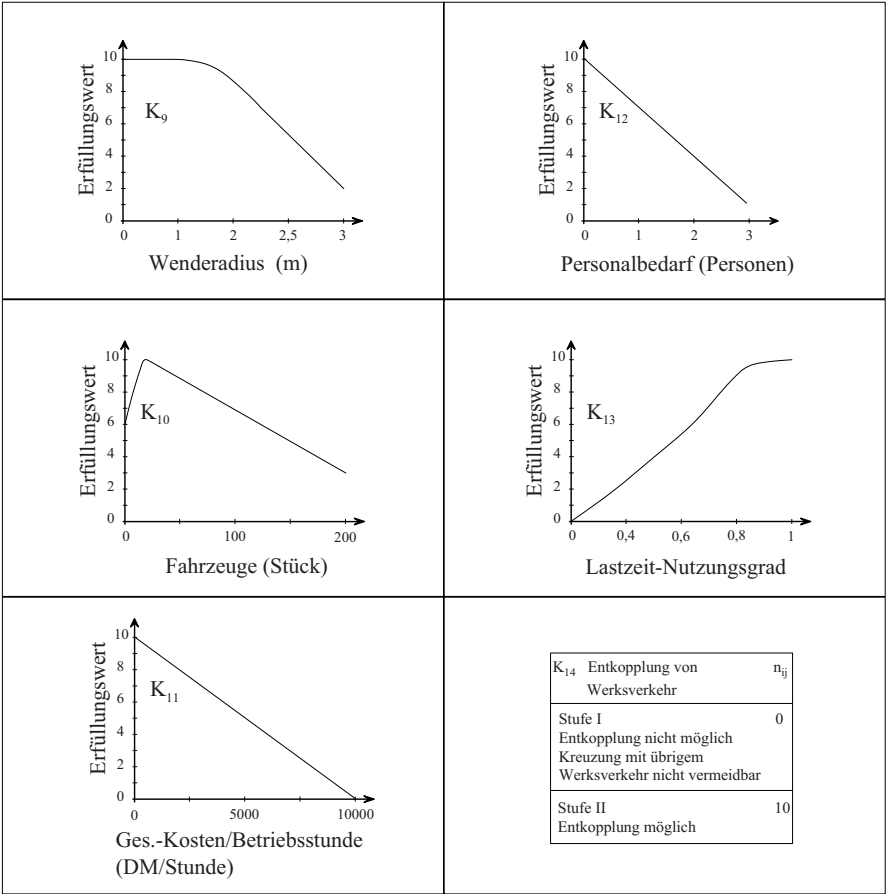 Erfüllungswert
10
8
6
4
2
0
K9
0 1 2 2,5 3
Wenderadius (m)
Erfüllungswert
10
8
6
4
2
0
K12
0 1 2 3
Personalbedarf (Personen)
Erfüllungswert
10
8
6
4
2
0
K10
0 100 200
Fahrzeuge (Stück)
Erfüllungswert
10
8
6
4
2
0
K13
0 0,4 0,6 0,8 1
Lastzeit-Nutzungsgrad
Erfüllungswert
10
8
6
4
2
0
K11
0 5000 10000
Ges.-Kosten/Betriebsstunde
(DM/Stunde)
K14 Entkopplung von nij
Werksverkehr
Stufe I 0
Entkopplung nicht möglich
Kreuzung mit übrigem
Werksverkehr nicht vermeidbar
Stufe II 10
Entkopplung möglich